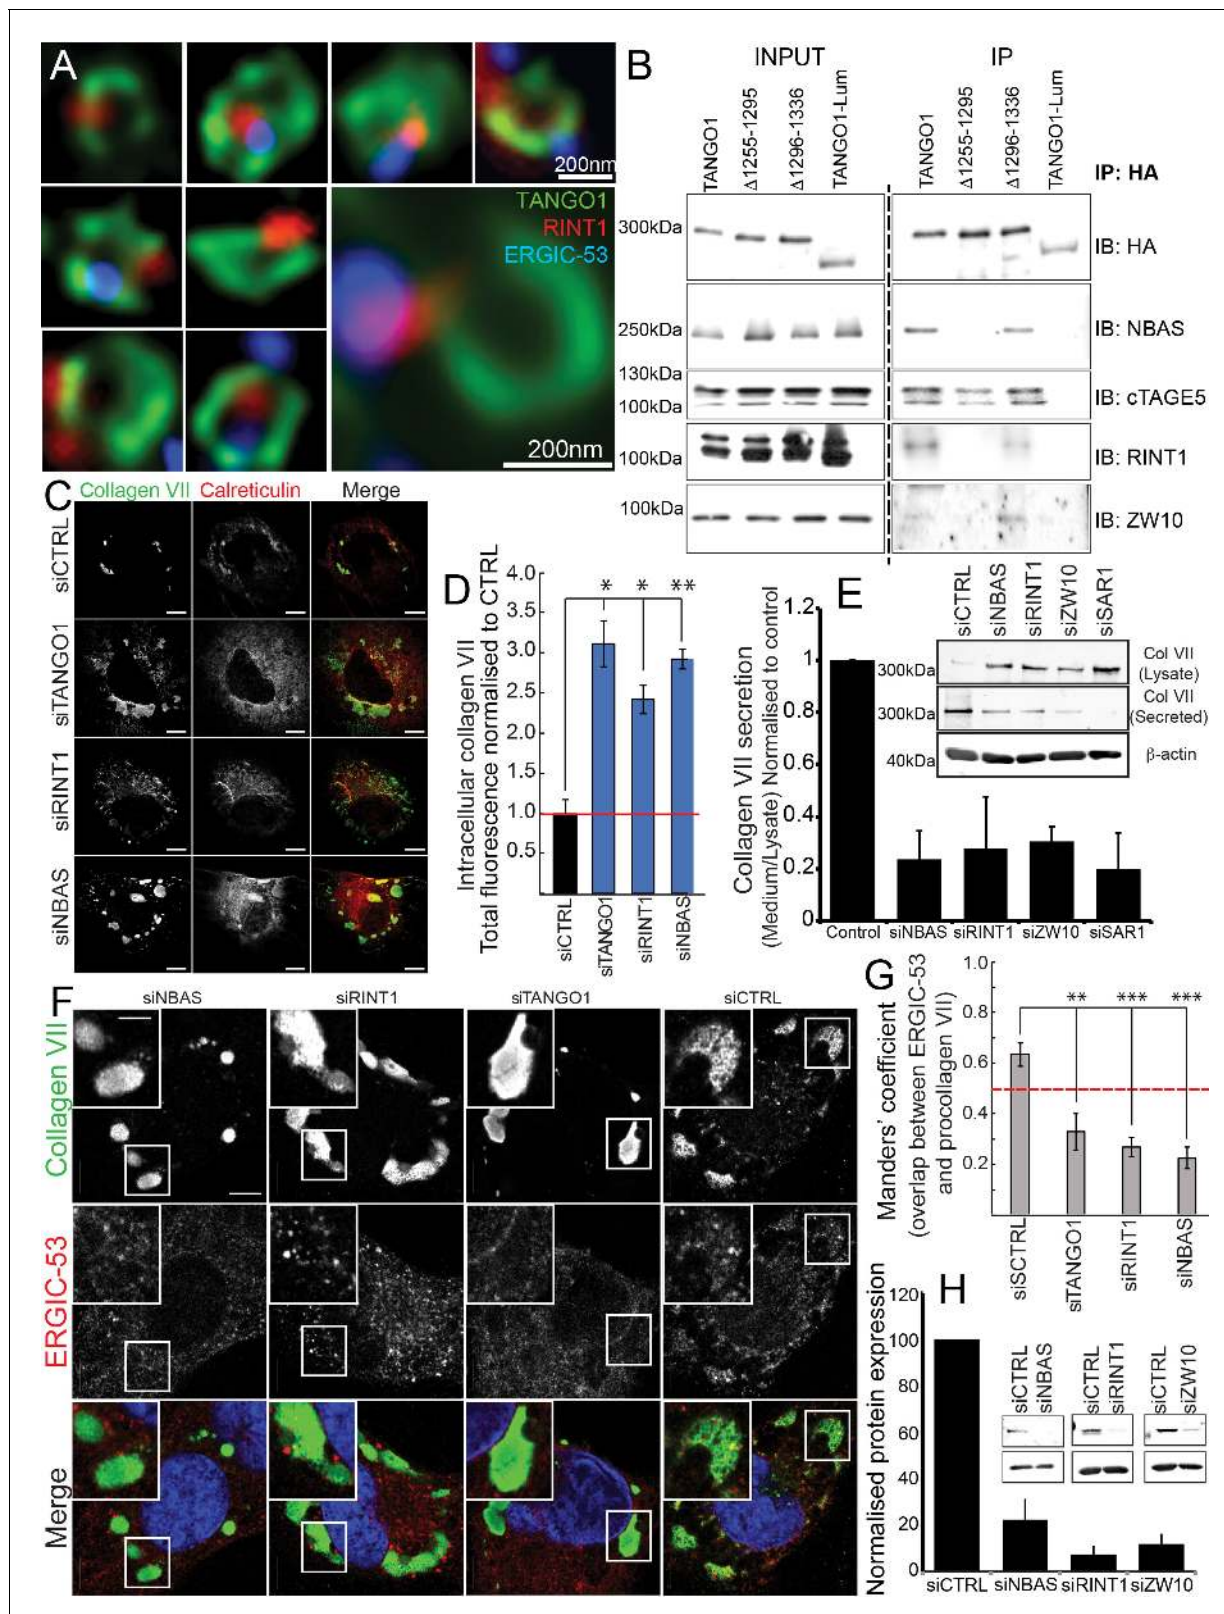 A
200nm
TANGO1
RINT1
ERGIC-53
200nm
B
INPUT
IP
TANGO1
Δ1255-1295
Δ1296-1336
TANGO1-Lum
TANGO1
Δ1255-1295
Δ1296-1336
TANGO1-Lum
IP: HA
300kDa
IB: HA
250kDa
IB: NBAS
130kDa
100kDa
IB: cTAGE5
100kDa
IB: RINT1
100kDa
IB: ZW10
C
Collagen VII
Calreticulin
Merge
siCTRL
siTANGO1
siRINT1
siNBAS
D
Intracellular collagen VII
Total fluorescence normalised to CTRL
4.0
3.5
3.0
2.5
2.0
1.5
1.0
0.5
*
*
**
siCTRL
siTANGO1
siRINT1
siNBAS
E
Collagen VII secretion
(Medium/Lysate) Normalised to control
1.2
1
0.8
0.6
0.4
0.2
0
Control
siNBAS
siRINT1
siZW10
siSAR1
siCTRL
siNBAS
siRINT1
siZW10
siSAR1
300kDa
Col VII
(Lysate)
300kDa
Col VII
(Secreted)
40kDa
β-actin
F
siNBAS
siRINT1
siTANGO1
siCTRL
Collagen VII
ERGIC-53
Merge
G
Manders' coefficient
(overlap between ERGIC-53
and procollagen VII)
1.0
0.8
0.6
0.4
0.2
**
***
***
siSCTRL
siTANGO1
siRINT1
siNBAS
H
Normalised protein expression
120
100
80
60
40
20
0
siCTRL
siNBAS
siCTRL
siRINT1
siCTRL
siZW10
siCTRL
siNBAS
siRINT1
siZW10